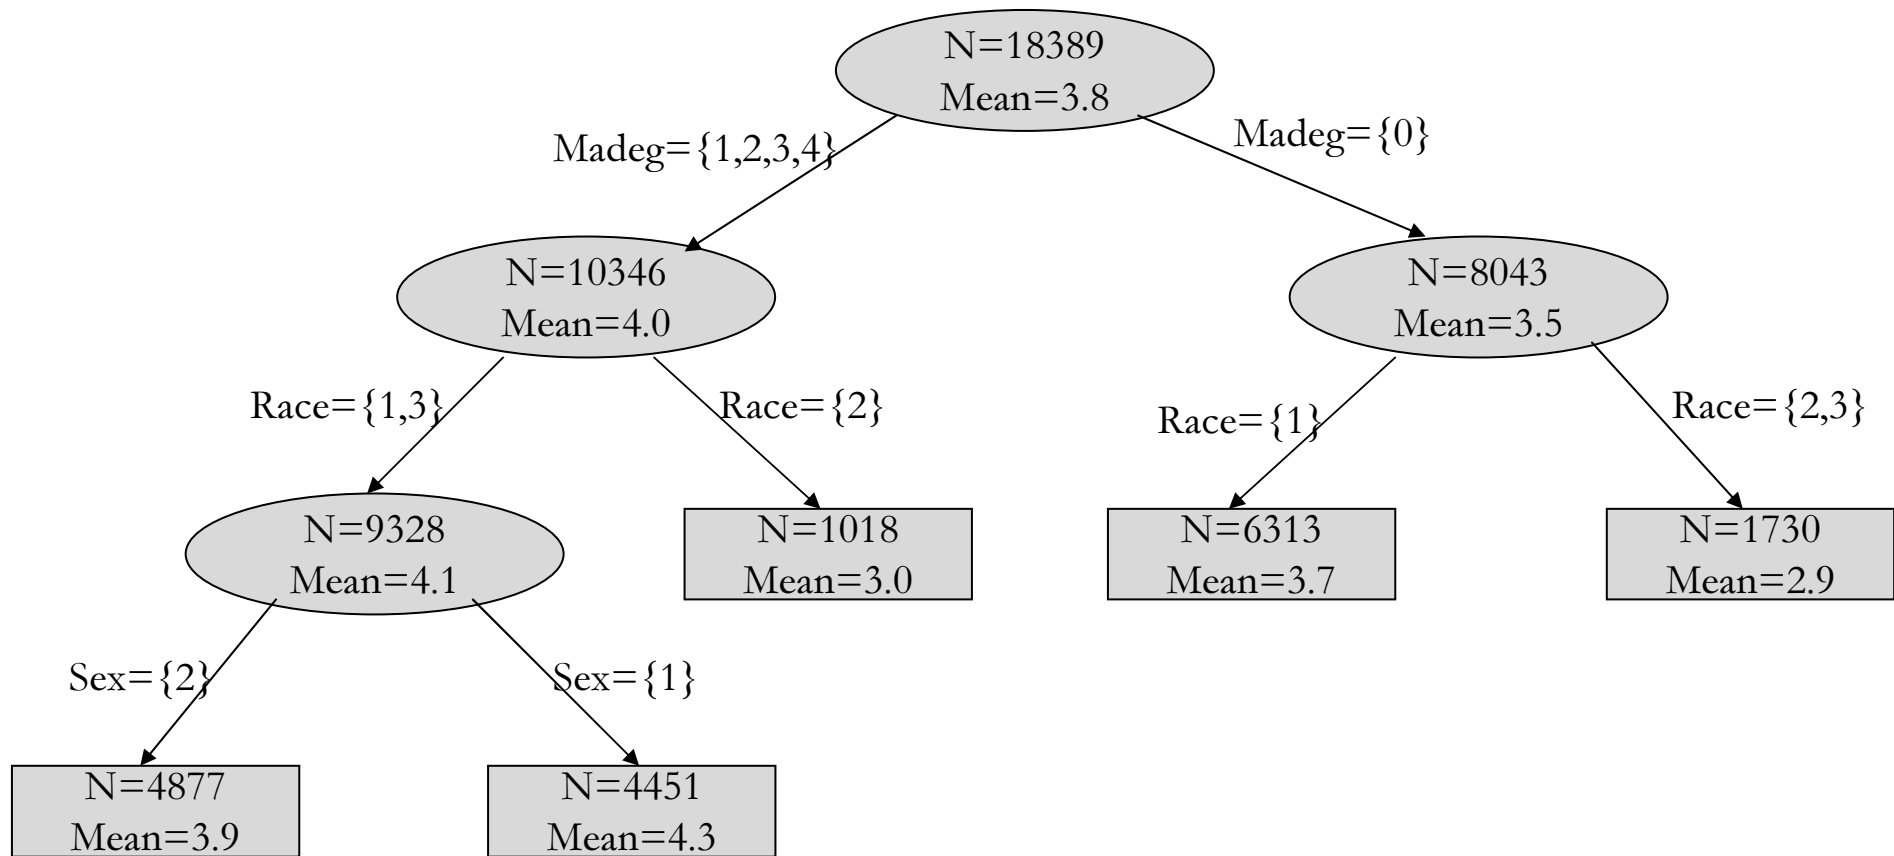 N=18389
Mean=3.8
Madeg={1,2,3,4}
Madeg={0}
N=10346
Mean=4.0
N=8043
Mean=3.5
Race={1,3}
Race={2}
Race={1}
Race={2,3}
N=9328
Mean=4.1
N=1018
Mean=3.0
N=6313
Mean=3.7
N=1730
Mean=2.9
Sex={2}
Sex={1}
N=4877
Mean=3.9
N=4451
Mean=4.3